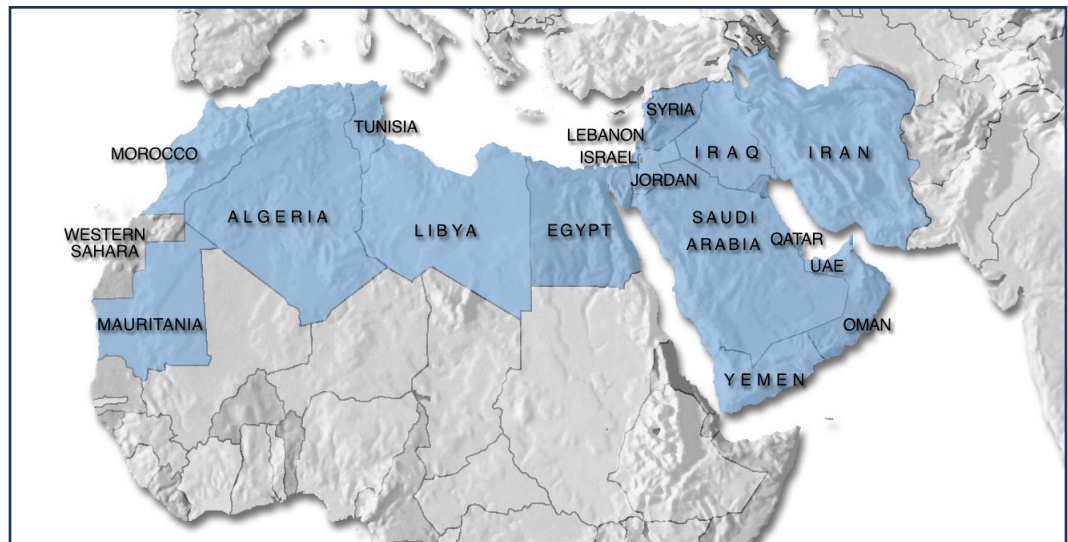 SYRIA
TUNISIA
LEBANON
MOROCCO
ISRAEL
IRAQ
IRAN
JORDAN
ALGERIA
SAUDI
ARABIA
LIBYA
EGYPT
WESTERN
SAHARA
QATAR
UAE
MAURITANIA
OMAN
YEMEN